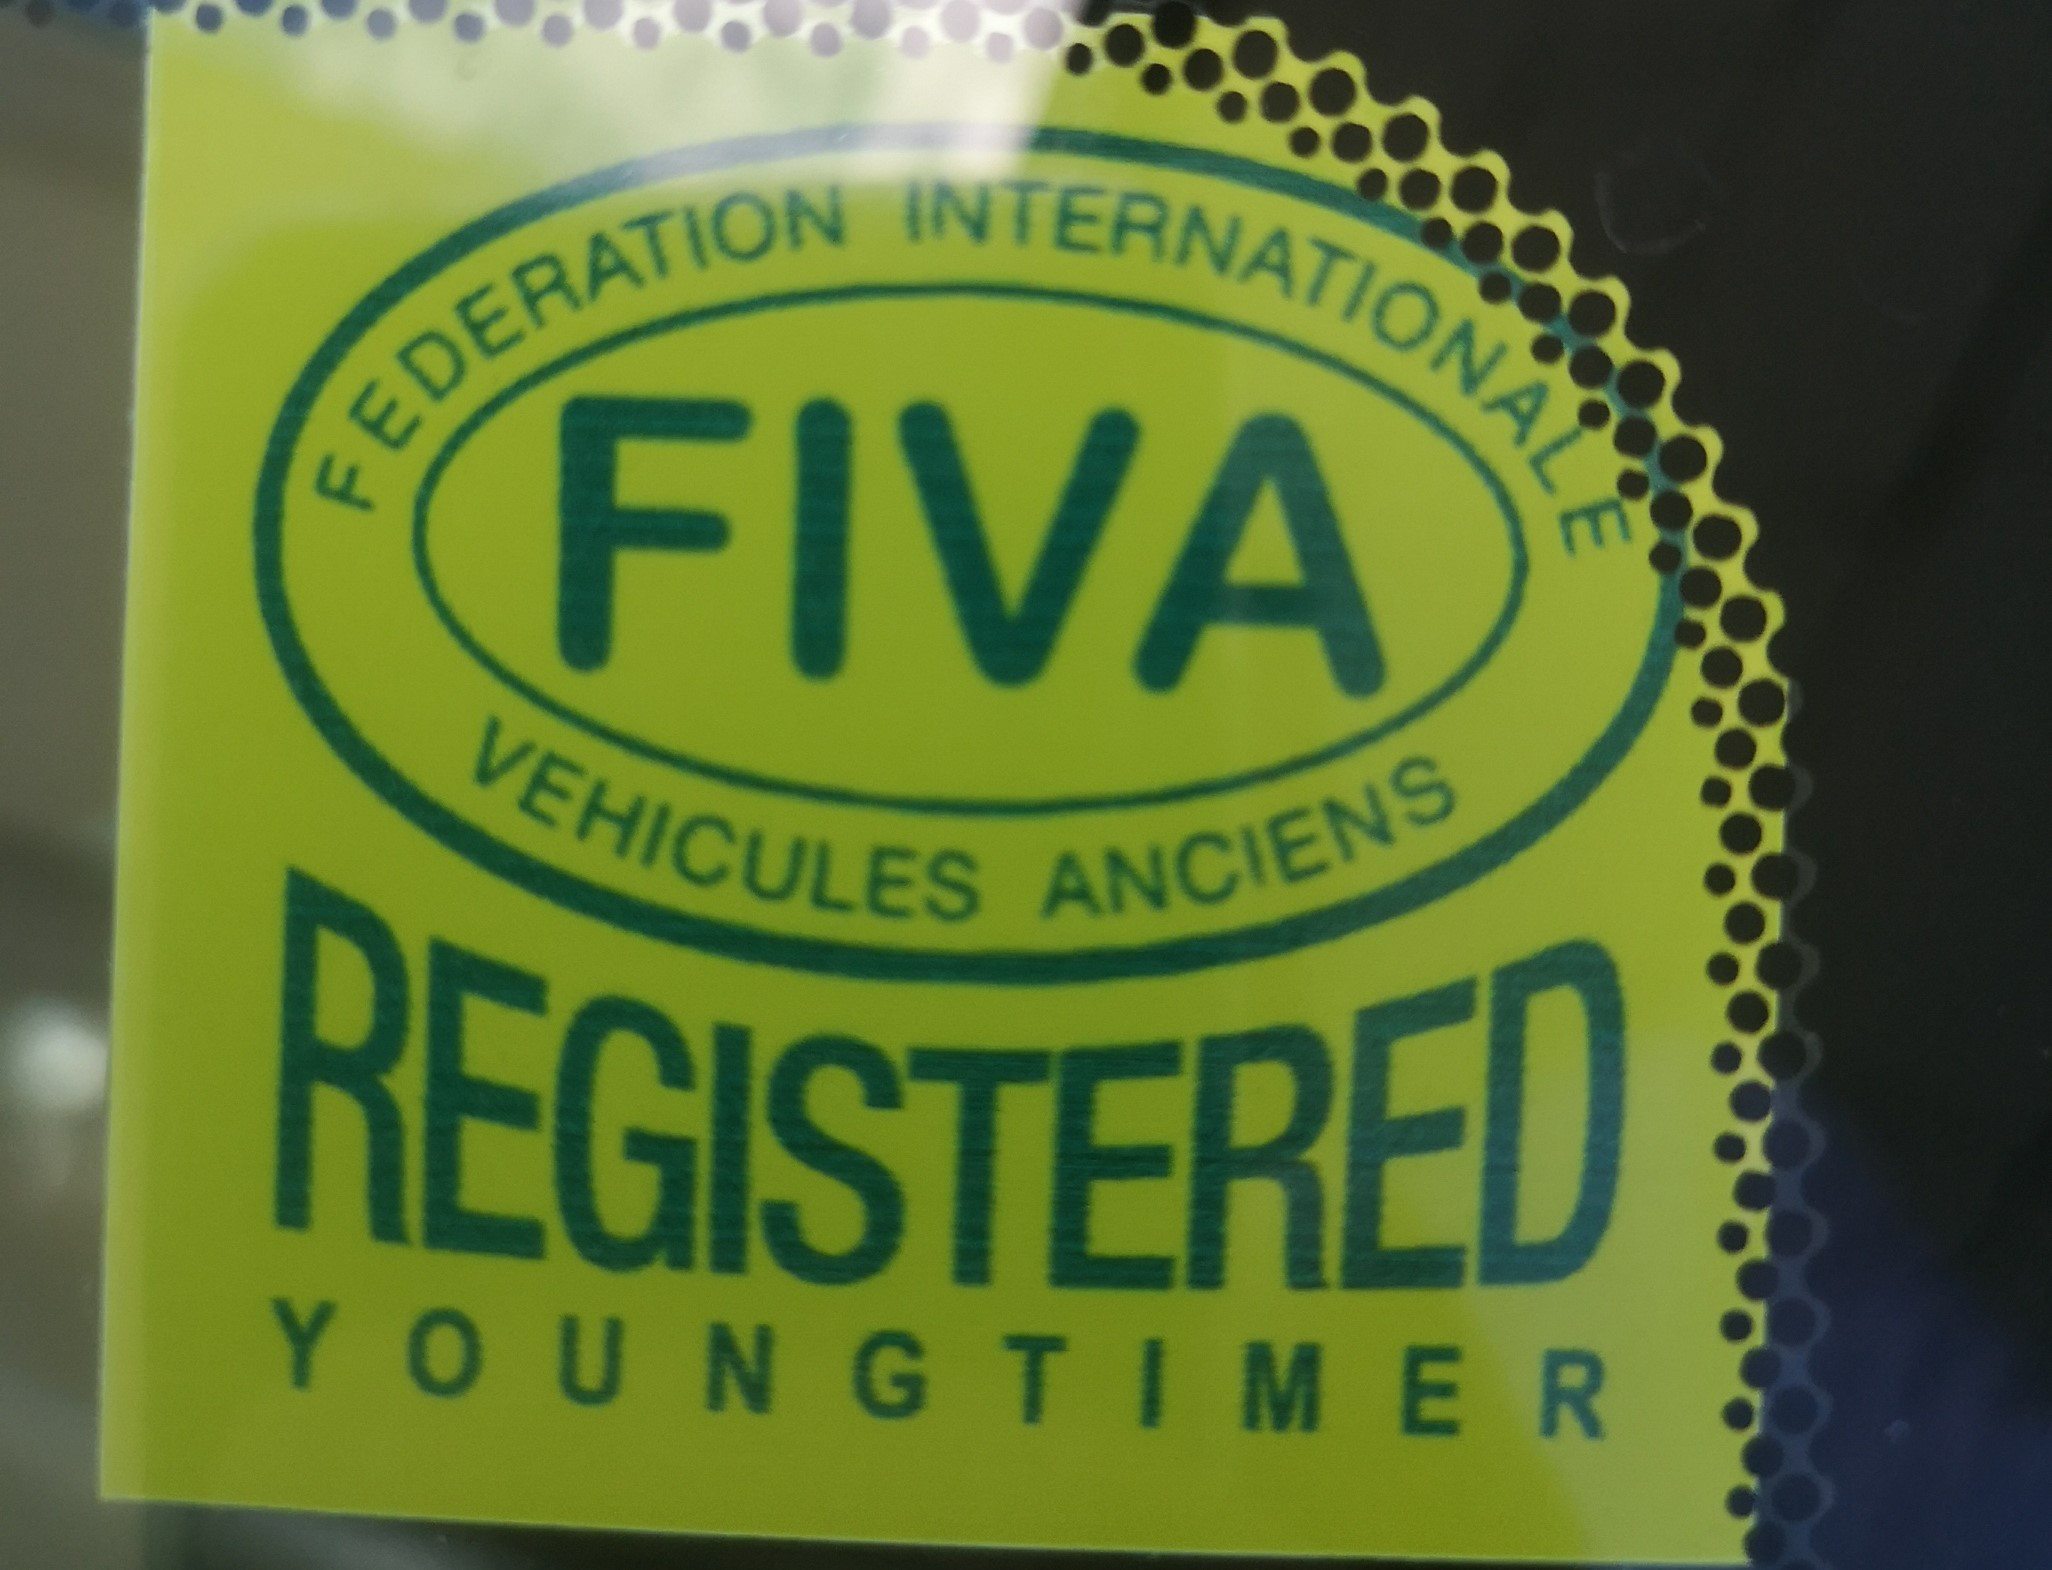 FEDERATION INTERNATIONALE
FIVA
VEHICULES ANCIENS
REGISTERED
YOUNGTIMER